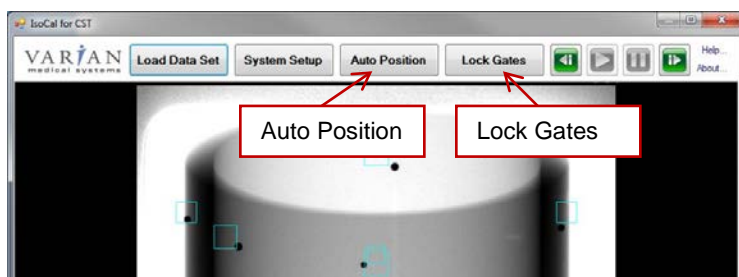 IsoCal for CST
VARIAN
medical systems
Load Data Set
System Setup
Auto Position
Lock Gates
Help...
About...
Auto Position
Lock Gates